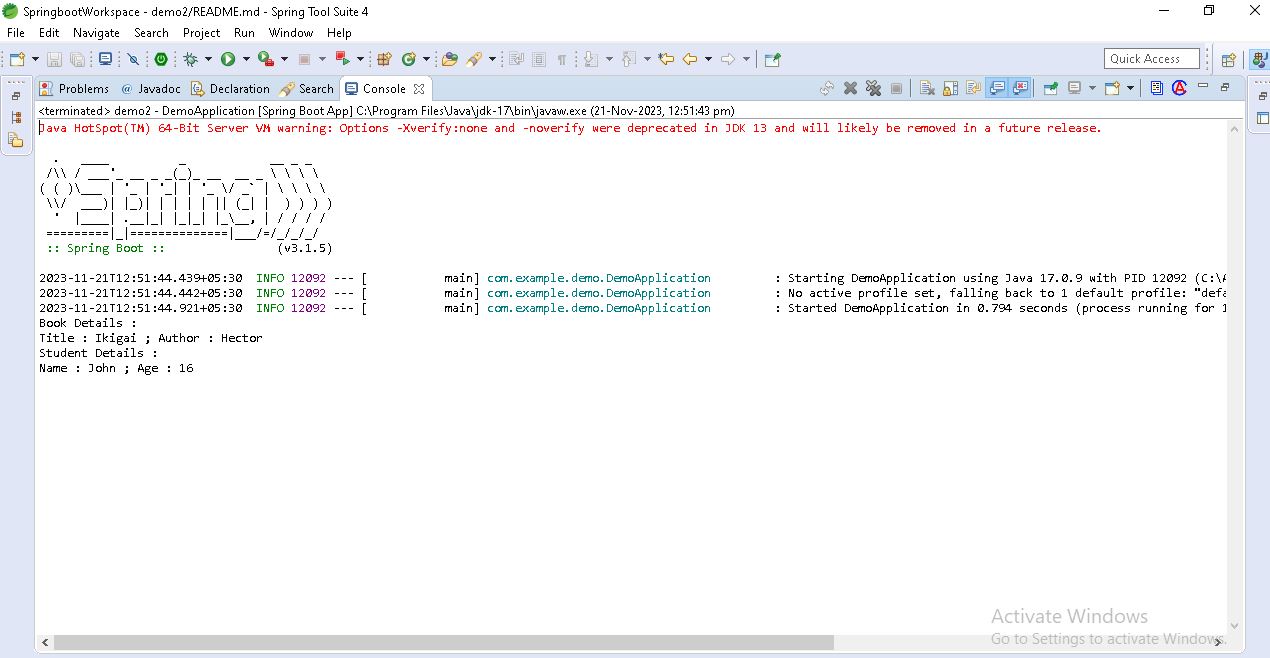 SpringbootWorkspace - demo2/README.md - Spring Tool Suite 4
File Edit Navigate Search Project Run Window Help
Quick Access
Problems @ Javadoc Declaration Search Console
<terminated> demo2 - DemoApplication [Spring Boot App] C:\Program Files\Java\jdk-17\bin\javaw.exe (21-Nov-2023, 12:51:43 pm)
Java HotSpot(TM) 64-Bit Server VM warning: Options -Xverify:none and -noverify were deprecated in JDK 13 and will likely be removed in a future release.
Spring
:: Spring Boot :: (v3.1.5)
2023-11-21T12:51:44.439+05:30 INFO 12092 --- [ main] com.example.demo.DemoApplication : Starting DemoApplication using Java 17.0.9 with PID 12092 (C:\A
2023-11-21T12:51:44.442+05:30 INFO 12092 --- [ main] com.example.demo.DemoApplication : No active profile set, falling back to 1 default profile: "defa
2023-11-21T12:51:44.921+05:30 INFO 12092 --- [ main] com.example.demo.DemoApplication : Started DemoApplication in 0.794 seconds (process running for 1
Book Details :
Title : Ikigai ; Author : Hector
Student Details :
Name : John ; Age : 16
Activate Windows
Go to Settings to activate Windows.